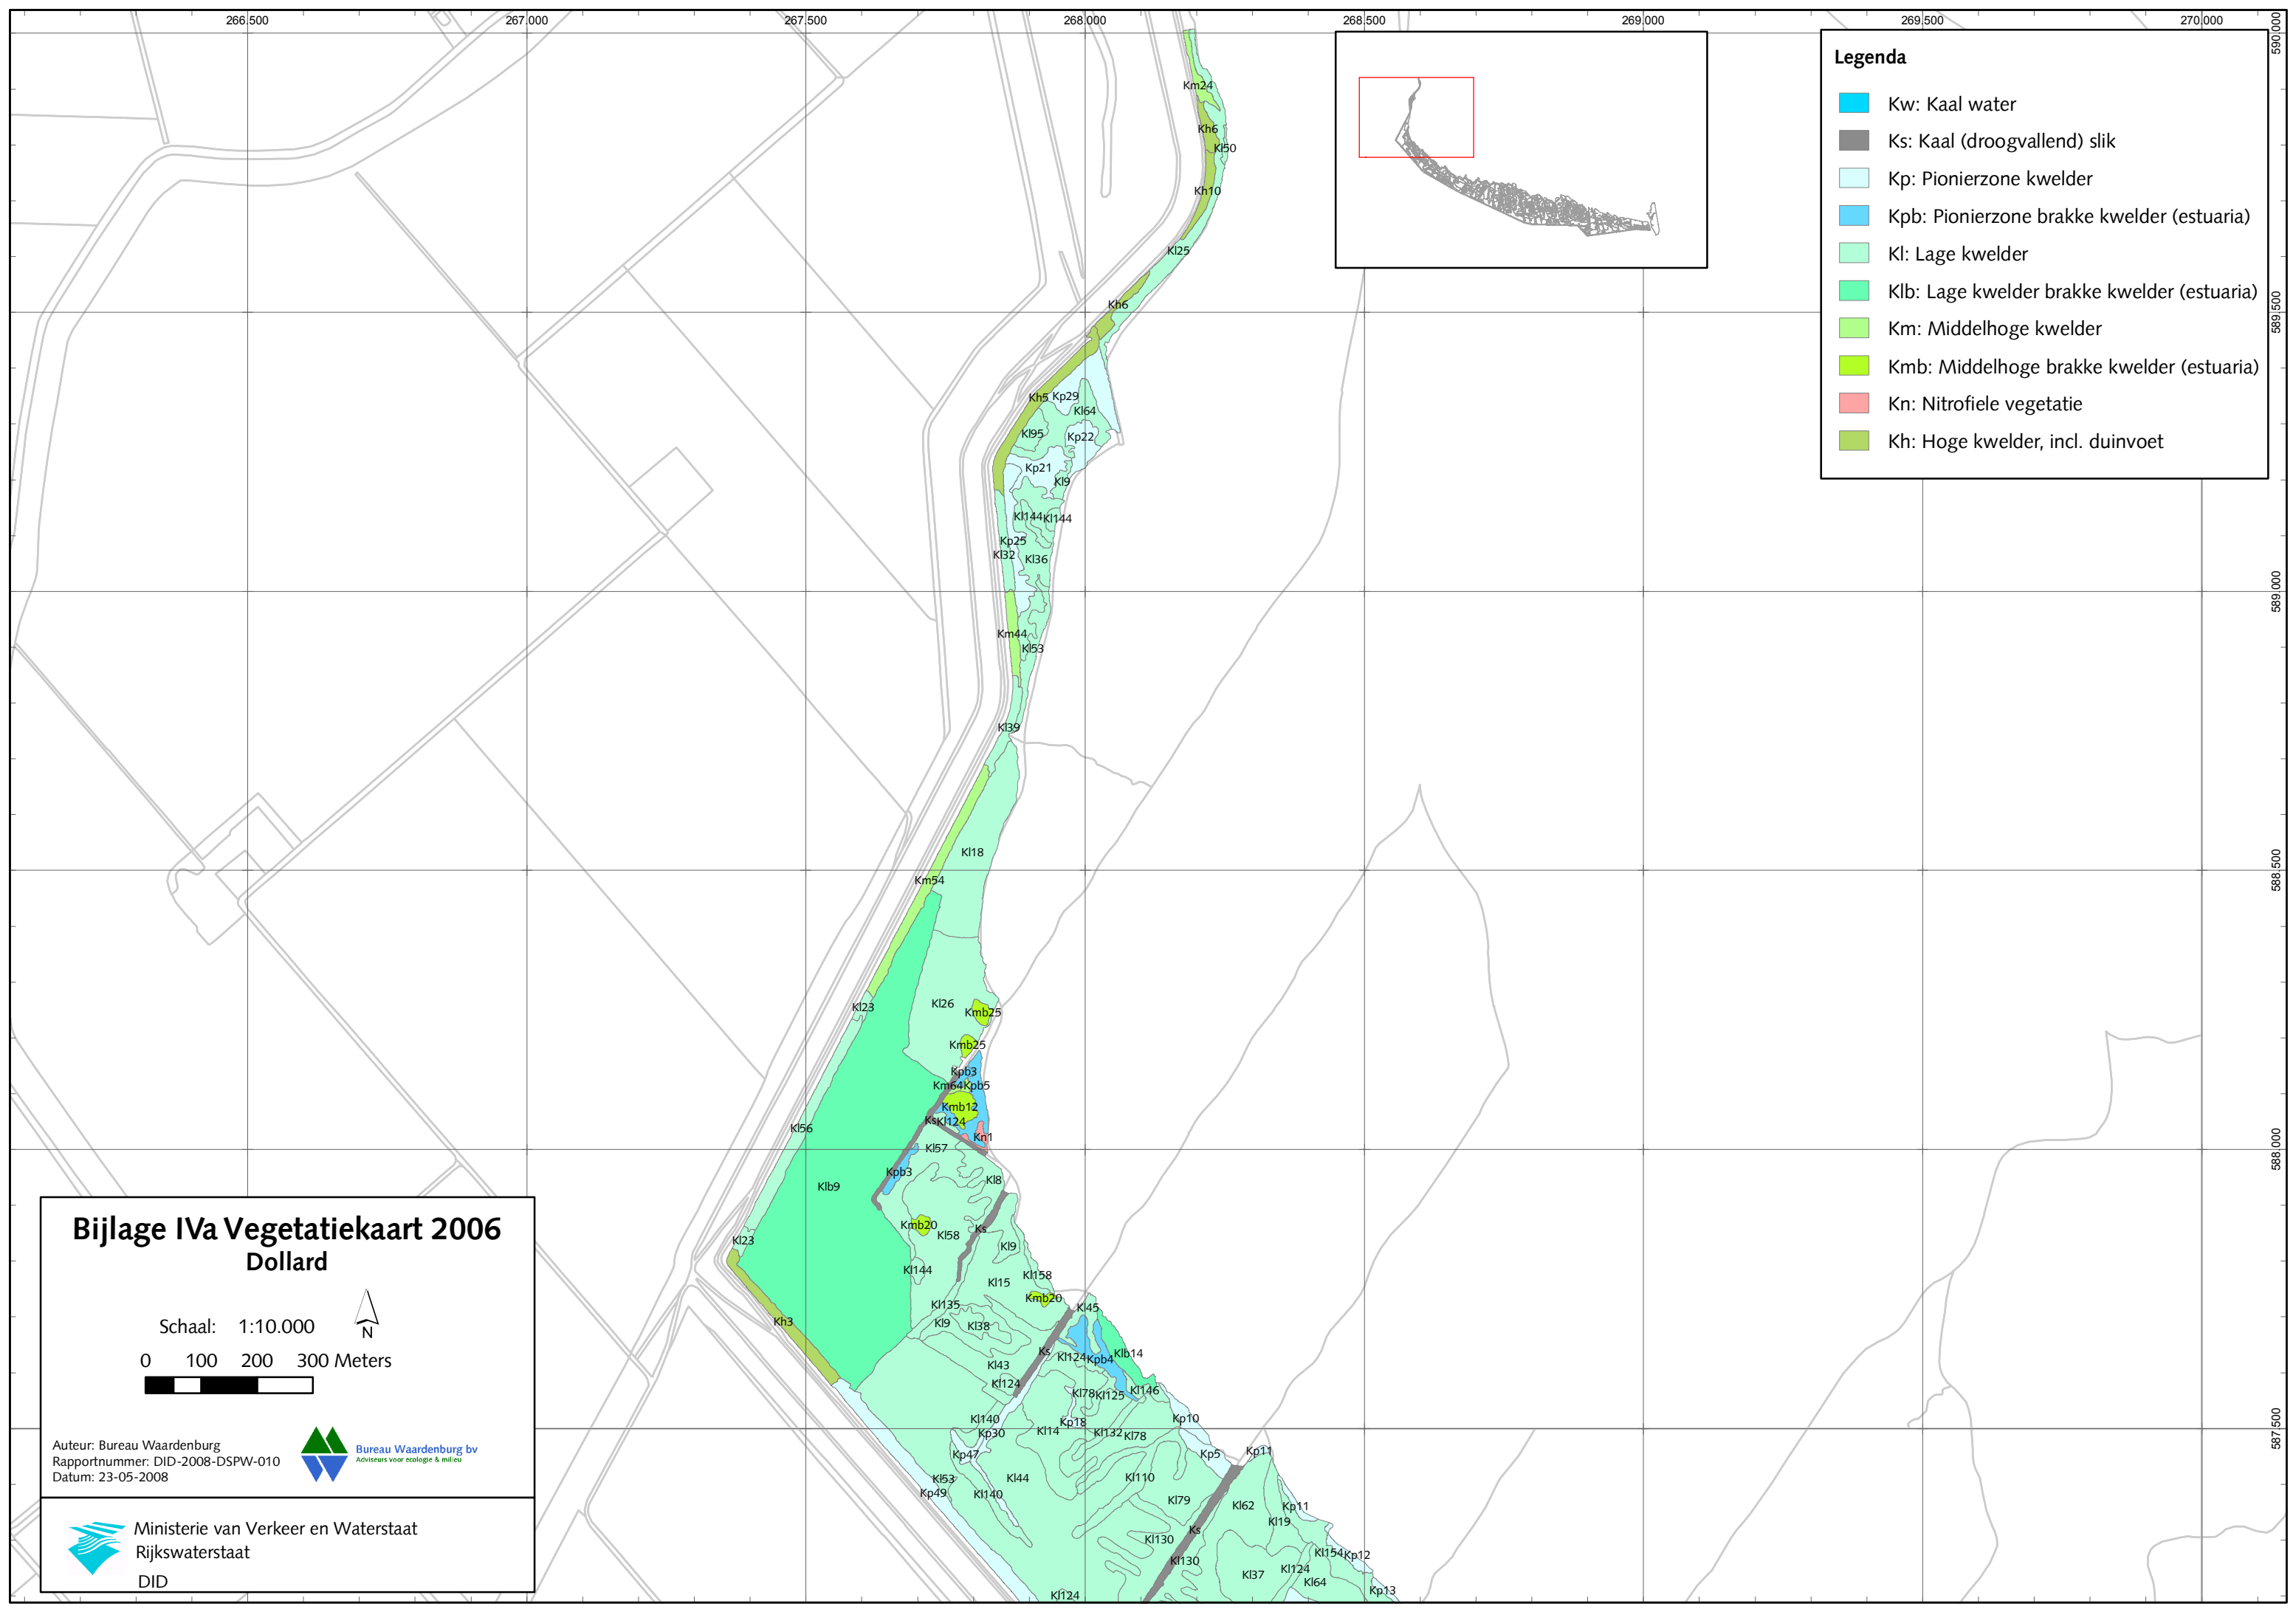 266.500 267.000 267.500 268.000 268.500 269.000 269.500 270.000
590.000
589.500
589.000
588.500
588.000
587.500
Legenda
Kw: Kaal water
Ks: Kaal (droogvallend) slik
Kp: Pionierzone kwelder
Kpb: Pionierzone brakke kwelder (estuaria)
Kl: Lage kwelder
Klb: Lage kwelder brakke kwelder (estuaria)
Km: Middelhoge kwelder
Kmb: Middelhoge brakke kwelder (estuaria)
Kn: Nitrofiele vegetatie
Kh: Hoge kwelder, incl. duinvoet
Km24
Kh6
Kl50
Kh10
Kl25
Kh6
Kh5 Kp29
Kl64
Kl95
Kp22
Kp21
Kl9
Kl144 Kl144
Kp25
Kl32
Kl36
Km44
Kl53
Kl39
Kl18
Km54
Kl26
Kl23
Kmb25
Kmb25
Kpb3
Km64 Kpb5
Kmb12
Ks Kl124
Kl56
Kn1
Kl57
Kpb3
Kl8
Klb9
Kmb20
Ks
Kl58
Kl23
Kl9
Kl144
Kl158
Kl15
Kmb20
Kl135
Kl45
Kh3
Kl9
Kl38
Ks
Klb14
Kl124 Kpb4
Kl43
Kl124
Kl146
Kl78 Kl125
Kl140
Kp10
Kp18
Kl14
Kp30
Kl132 Kl78
Kp11
Kp47
Kp5
Kl53
Kl44
Kl110
Kp49
Kl140
Kl79
Kl62
Kp11
Kl19
Ks
Kl130
Kl154 Kp12
Kl130
Kl124
Kl37
Kl64
Kp13
Kl124
Bijlage IVa Vegetatiekaart 2006
Dollard
Schaal: 1:10.000
N
0 100 200 300 Meters
Auteur: Bureau Waardenburg
Rapportnummer: DID-2008-DSPW-010
Datum: 23-05-2008
Bureau Waardenburg bv
Adviseurs voor ecologie & milieu
Ministerie van Verkeer en Waterstaat
Rijkswaterstaat
DID